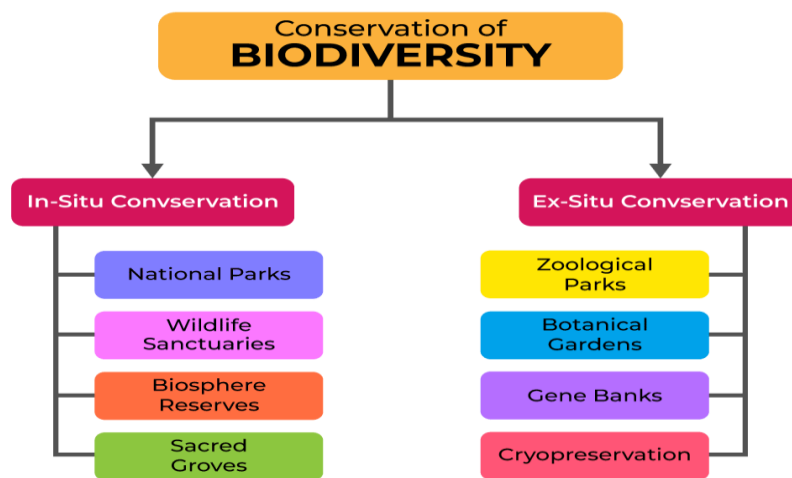 Conservation of
BIODIVERSITY
In-Situ Convservation
National Parks
Wildlife
Sanctuaries
Biosphere
Reserves
Sacred
Groves
Ex-Situ Convservation
Zoological
Parks
Botanical
Gardens
Gene Banks
Cryopreservation